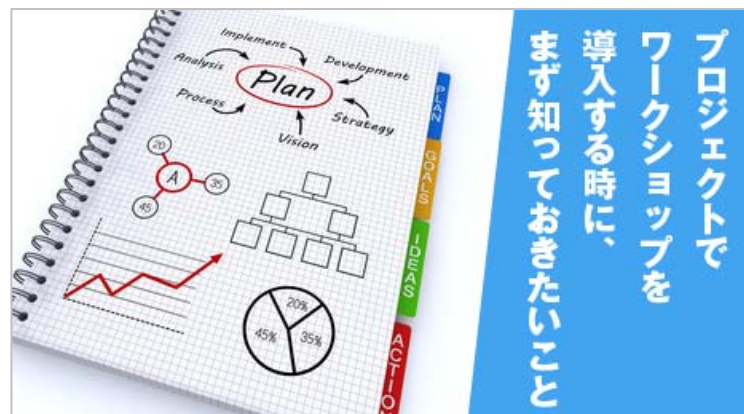 プロジェクトで
ワークショップを
導入する時に、
まず知っておきたいこと
Implement
Development
Analysis
Plan
Process
Strategy
Vision
20
A
35
45
20%
45%
35%
PLAN
GOALS
IDEAS
ACTION